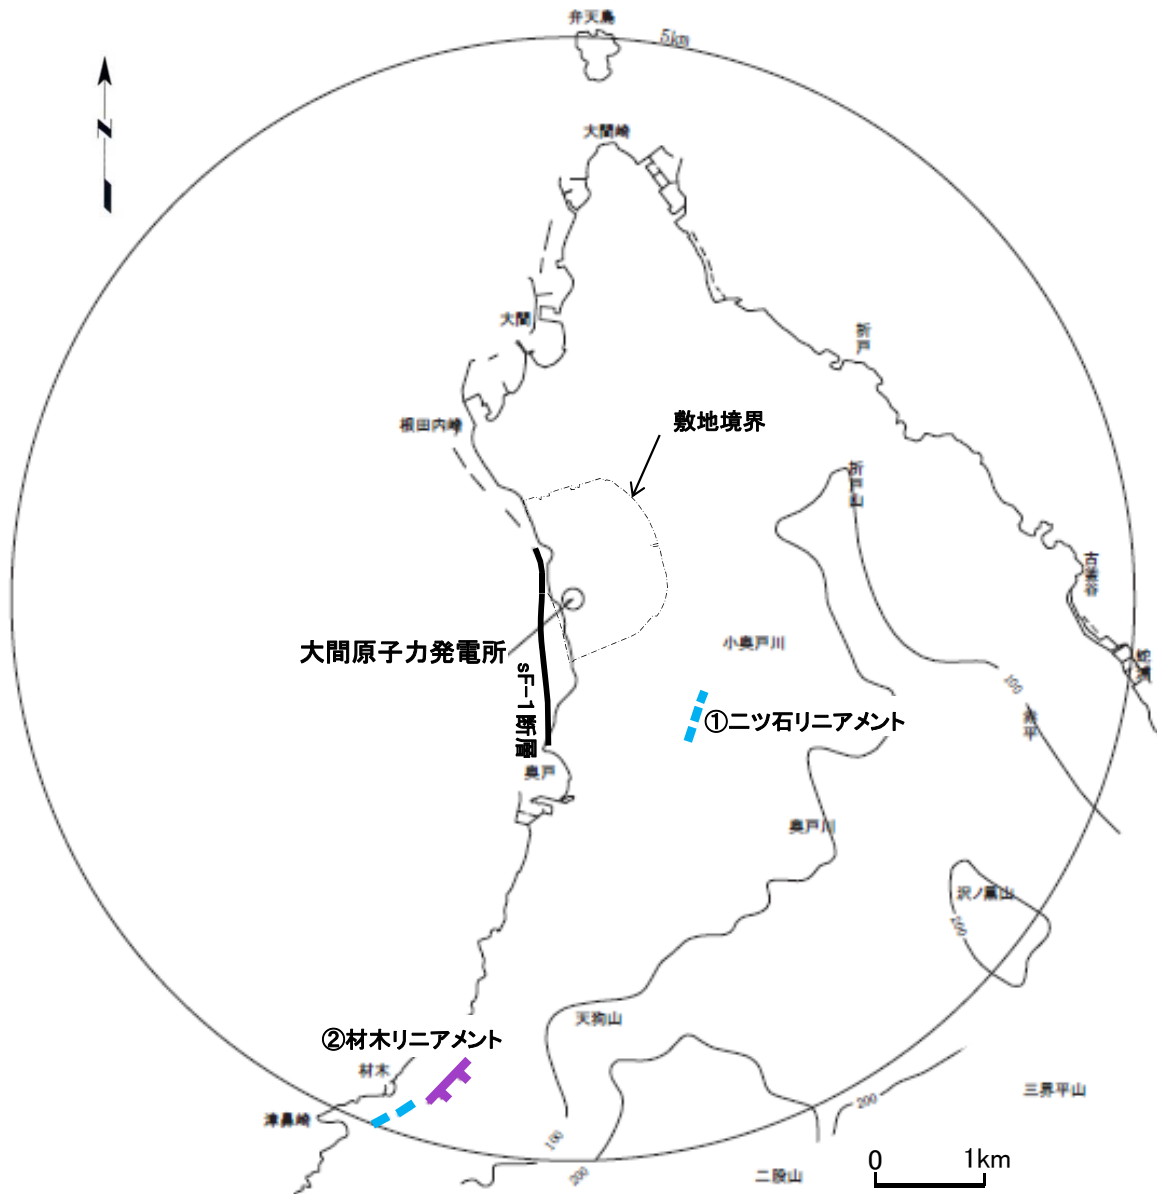 弁天島
5km
N
大間崎
大間
折戸
根田内崎
敷地境界
折戸山
古釜谷
小奥戸川
蛇浦
大間原子力発電所
sF-1断層
100
①二ツ石リニアメント
奥戸
奥戸川
沢ノ黒山
200
天狗山
②材木リニアメント
材木
三界平山
200
津鼻崎
100
200
二股山
0 1km